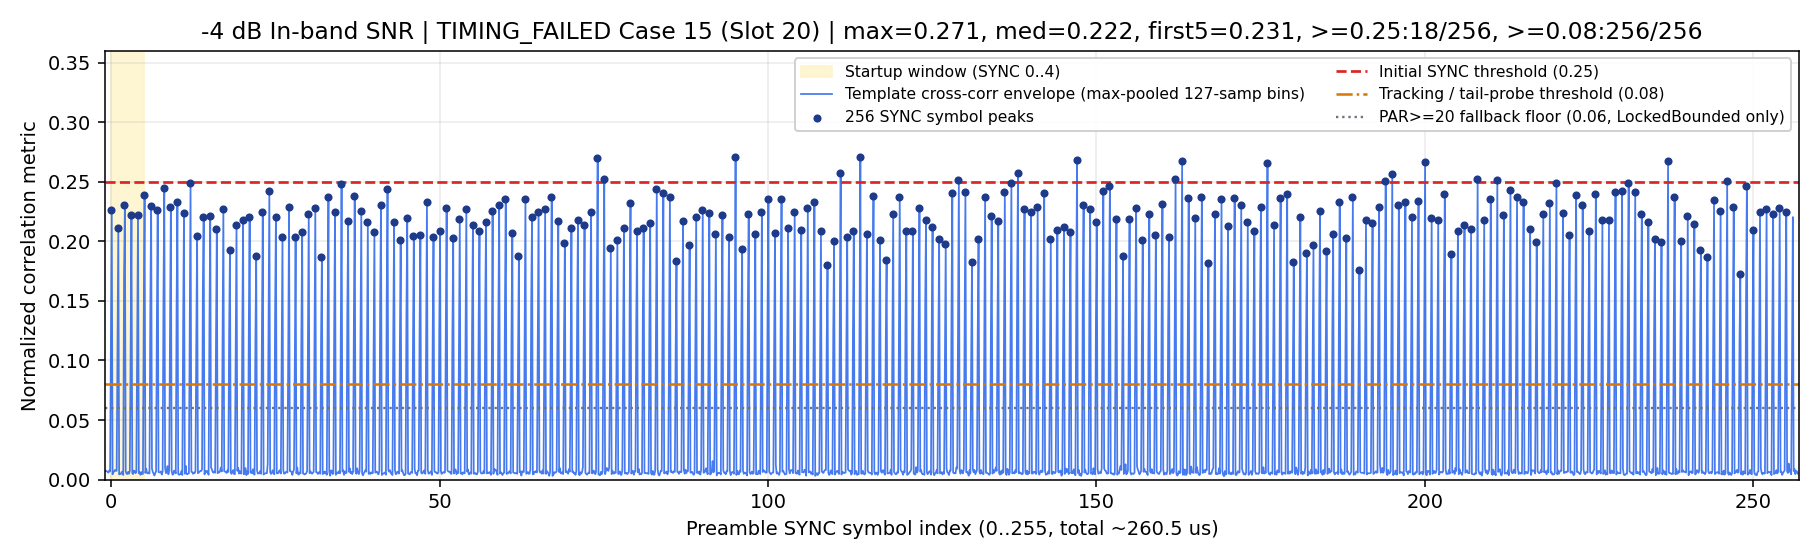 -4 dB In-band SNR | TIMING_FAILED Case 15 (Slot 20) | max=0.271, med=0.222, first5=0.231, >=0.25:18/256, >=0.08:256/256
Startup window (SYNC 0..4)
Template cross-corr envelope (max-pooled 127-samp bins)
256 SYNC symbol peaks
Initial SYNC threshold (0.25)
Tracking / tail-probe threshold (0.08)
PAR>=20 fallback floor (0.06, LockedBounded only)
Normalized correlation metric
0.35
0.30
0.25
0.20
0.15
0.10
0.05
0.00
0
50
100
150
200
250
Preamble SYNC symbol index (0..255, total ~260.5 us)